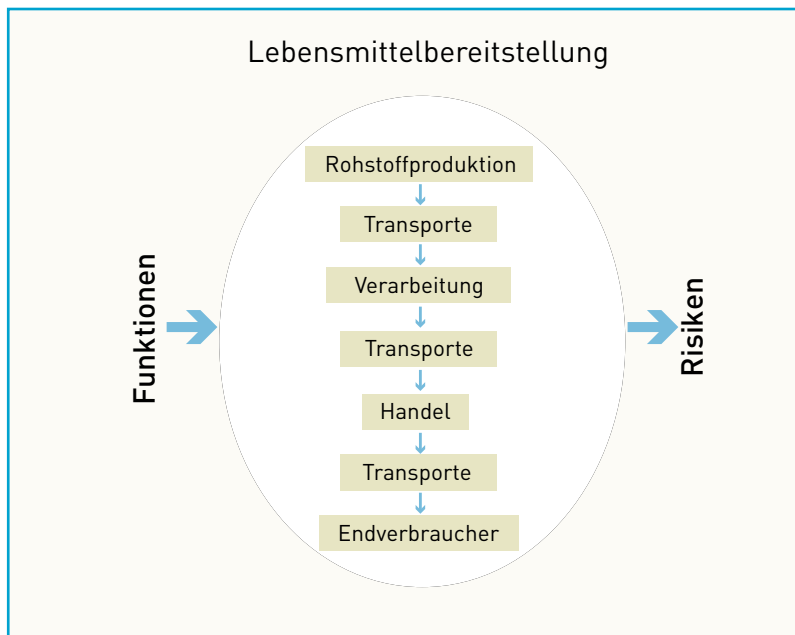 Lebensmittelbereitstellung
Funktionen
Rohstoffproduktion
Transporte
Verarbeitung
Transporte
Handel
Transporte
Endverbraucher
Risiken